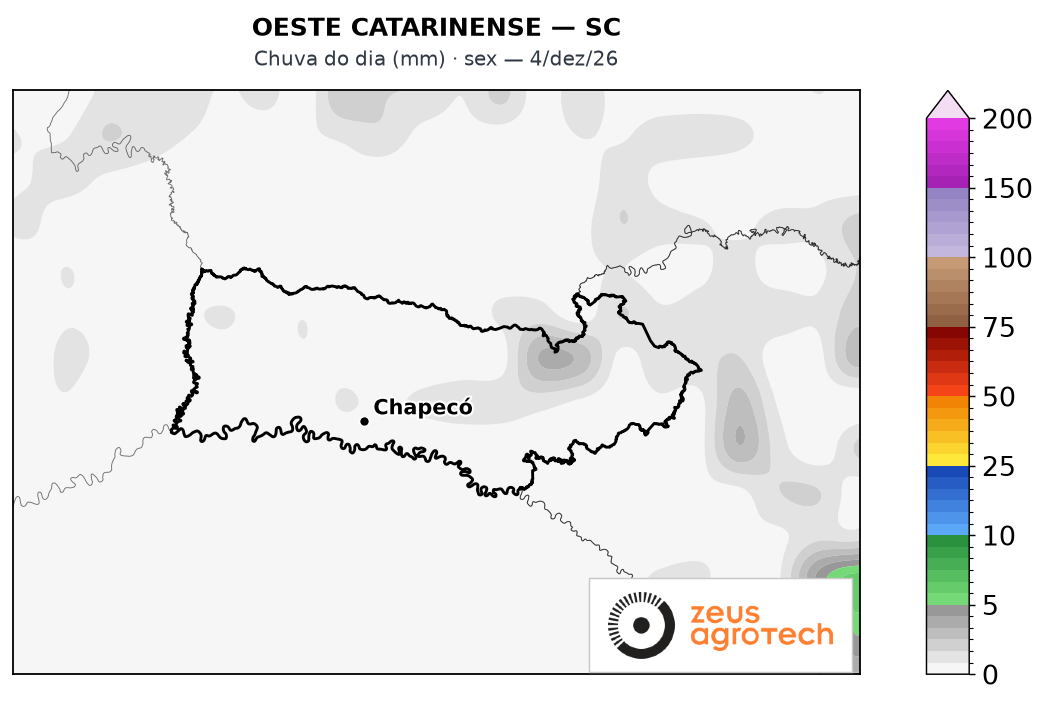 OESTE CATARINENSE — SC
Chuva do dia (mm) · sex — 4/dez/26
200
150
100
75
50
25
10
5
0
Chapecó
zeus
agrotech